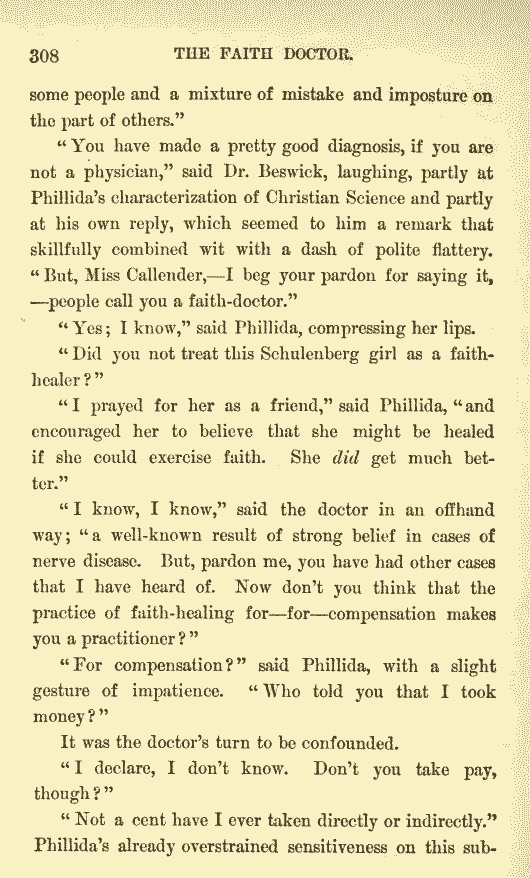 308 THE FAITH DOCTOR.
some people and a mixture of mistake and imposture on
the part of others.”
“You have made a pretty good diagnosis, if you are
not a physician,” said Dr. Beswick, laughing, partly at
Phillida’s characterization of Christian Science and partly
at his own reply, which seemed to him a remark that
skillfully combined wit with a dash of polite flattery.
“But, Miss Callender,—I beg your pardon for saying it,
—people call you a faith-doctor.”
“Yes; I know,” said Phillida, compressing her lips.
“Did you not treat this Schulenberg girl as a faith-
healer?”
“I prayed for her as a friend,” said Phillida, “and
encouraged her to believe that she might be healed
if she could exercise faith. She did get much bet-
ter.”
“I know, I know,” said the doctor in an offhand
way; “a well-known result of strong belief in cases of
nerve disease. But, pardon me, you have had other cases
that I have heard of. Now don’t you think that the
practice of faith-healing for—for—compensation makes
you a practitioner?”
“For compensation?” said Phillida, with a slight
gesture of impatience. “Who told you that I took
money?”
It was the doctor’s turn to be confounded.
“I declare, I don’t know. Don’t you take pay,
though?”
“Not a cent have I ever taken directly or indirectly.”
Phillida’s already overstrained sensitiveness on this sub-